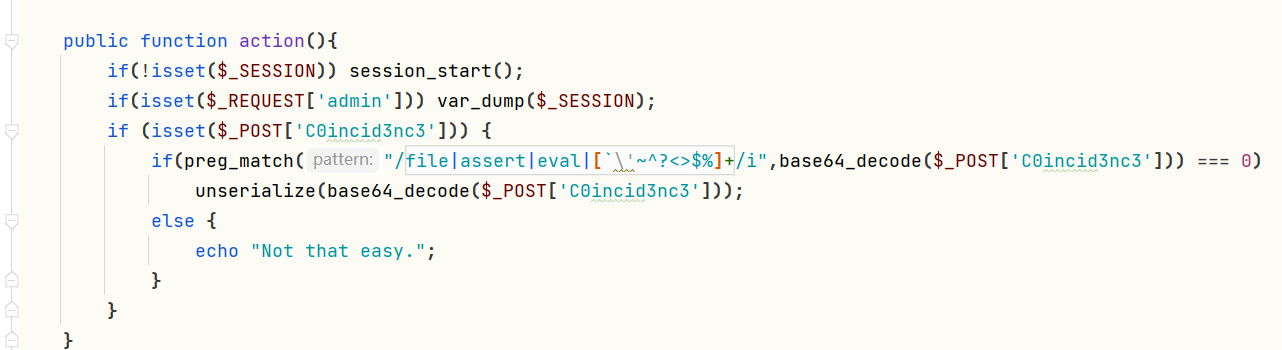 public function action(){
if(!isset($_SESSION)) session_start();
if(isset($_REQUEST['admin'])) var_dump($_SESSION);
if (isset($_POST['C0incid3nc3'])) {
if(preg_match( pattern: "/file|assert|eval|[`\'~^?<>$%]+/i",base64_decode($_POST['C0incid3nc3'])) === 0)
unserialize(base64_decode($_POST['C0incid3nc3']));
else {
echo "Not that easy.";
}
}
}